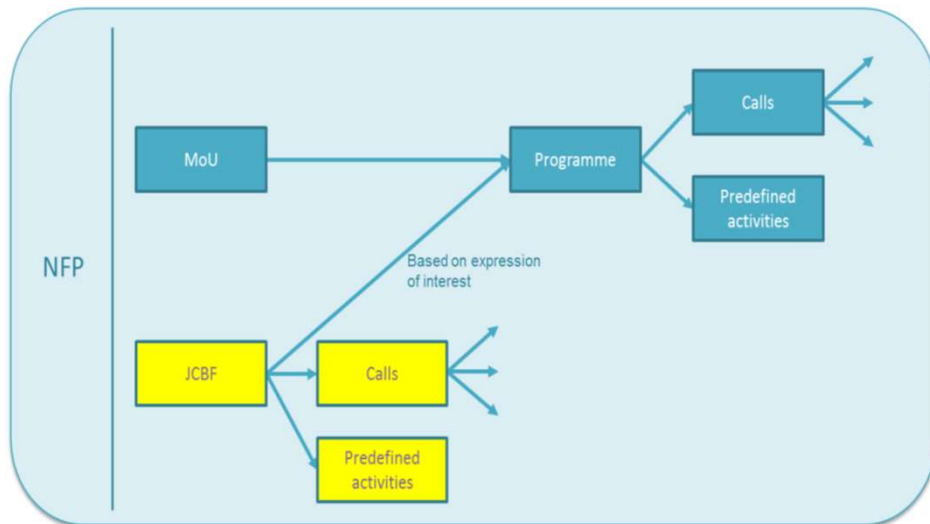 Calls
MoU
Programme
Predefined
activities
NFP
Based on expression
of interest
JCBF
Calls
Predefined
activities